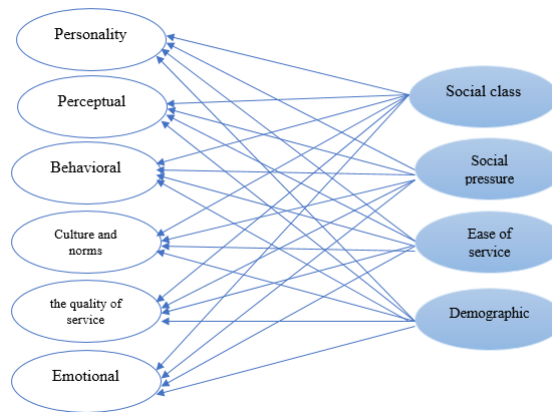 Personality
Perceptual
Behavioral
Culture and
norms
the quality of
service
Emotional
Social class
Social
pressure
Ease of
service
Demographic